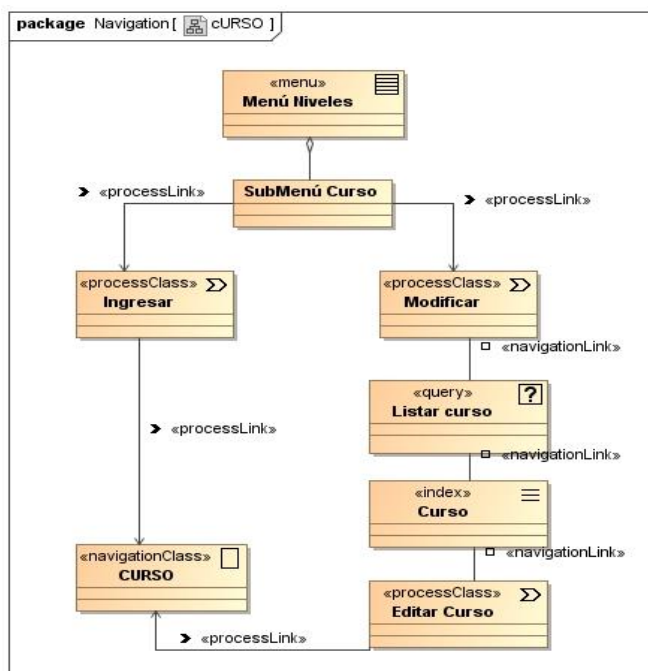 package Navigation [ cURSO ]
«menu»
Menú Niveles
«processLink»
SubMenú Curso
«processLink»
«processClass»
Ingresar
«processClass»
Modificar
«navigationLink»
«query»
?
Listar curso
«processLink»
«navigationLink»
«index»
Curso
«navigationClass»
CURSO
«navigationLink»
«processClass»
Editar Curso
«processLink»